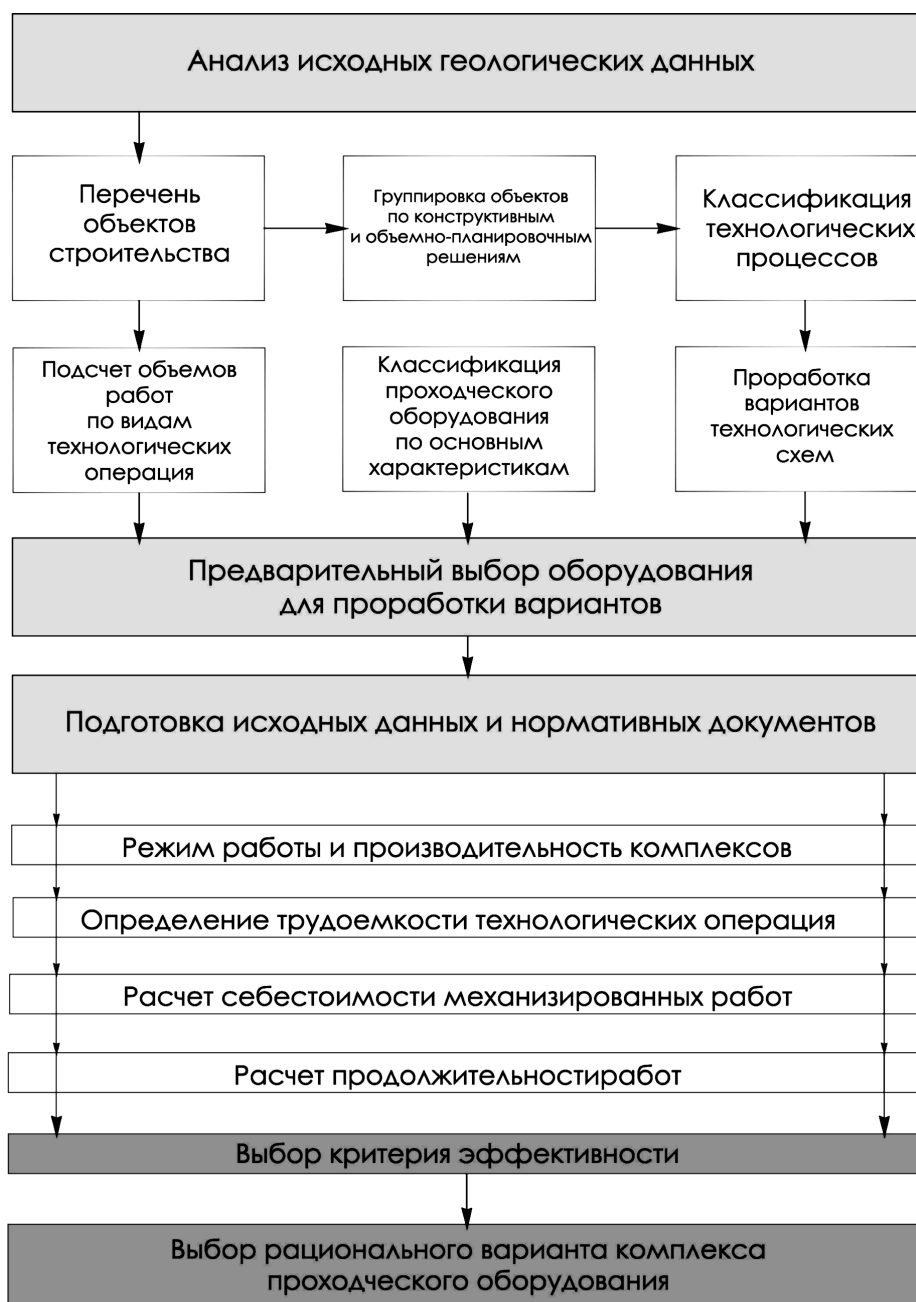 Анализ исходных геологических данных
Перечень
объектов
строительства
Группировка объектов
по конструктивным
и объемно-планировочным
решениям
Классификация
технологических
процессов
Подсчет объемов
работ
по видам
технологических
операция
Классификация
проходческого
оборудования
по основным
характеристикам
Проработка
вариантов
технологических
схем
Предварительный выбор оборудования
для проработки вариантов
Подготовка исходных данных и нормативных документов
Режим работы и производительность комплексов
Определение трудоемкости технологических операция
Расчет себестоимости механизированных работ
Расчет продолжительностиработ
Выбор критерия эффективности
Выбор рационального варианта комплекса
проходческого оборудования